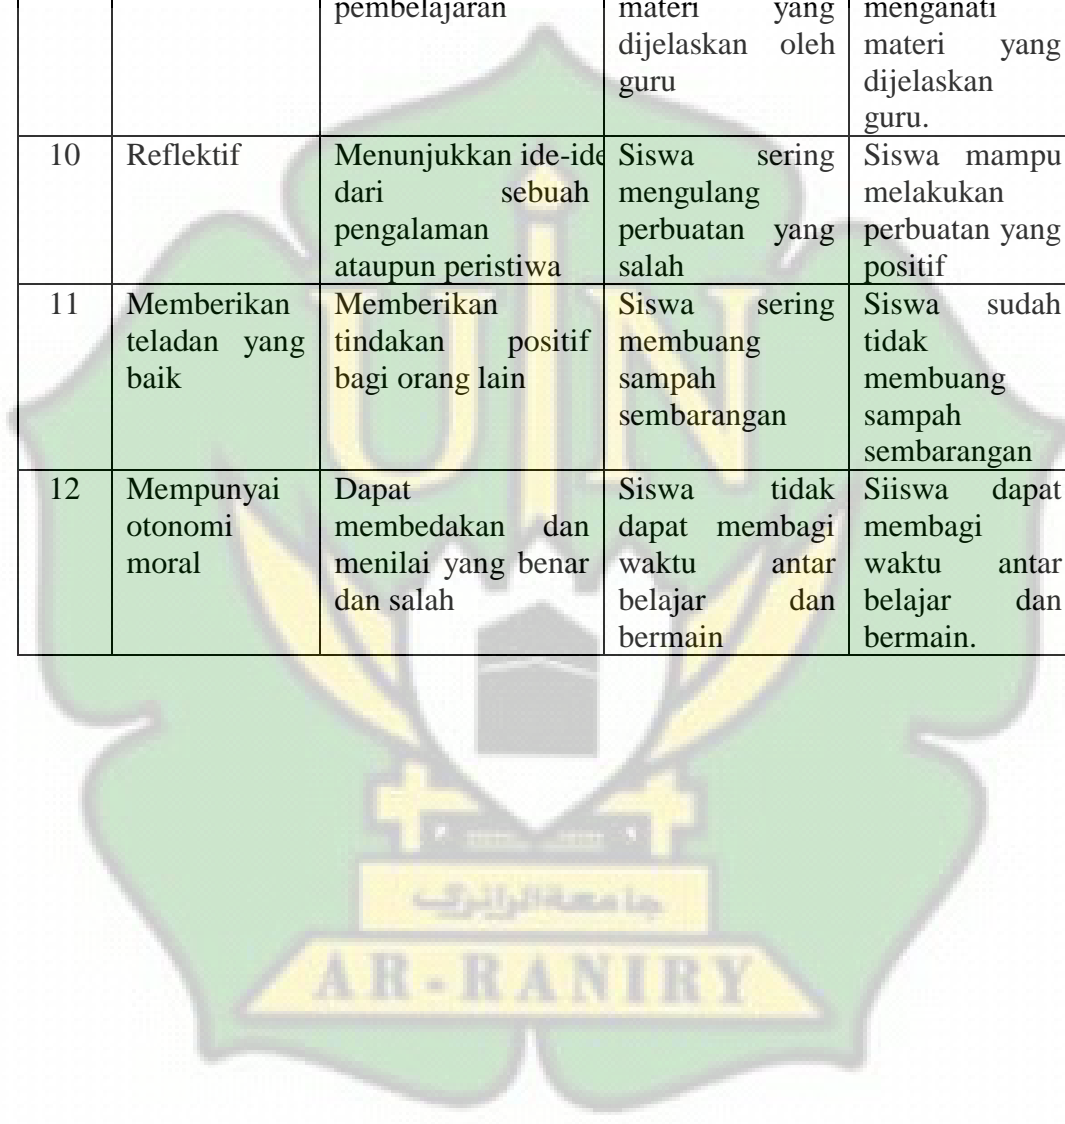 pembelajaran
materi yang
dijelaskan oleh
guru
menganati
materi yang
dijelaskan
guru.
10
Reflektif
Menunjukkan ide-ide
dari sebuah
pengalaman
ataupun peristiwa
Siswa sering
mengulang
perbuatan yang
salah
Siswa mampu
melakukan
perbuatan yang
positif
11
Memberikan
teladan yang
baik
Memberikan
tindakan positif
bagi orang lain
Siswa sering
membuang
sampah
sembarangan
Siswa sudah
tidak
membuang
sampah
sembarangan
12
Mempunyai
otonomi
moral
Dapat
membedakan dan
menilai yang benar
dan salah
Siswa tidak
dapat membagi
waktu antar
belajar dan
bermain
Siiswa dapat
membagi
waktu antar
belajar dan
bermain.
UIN
جامعة الرانري
AR-RANIRY